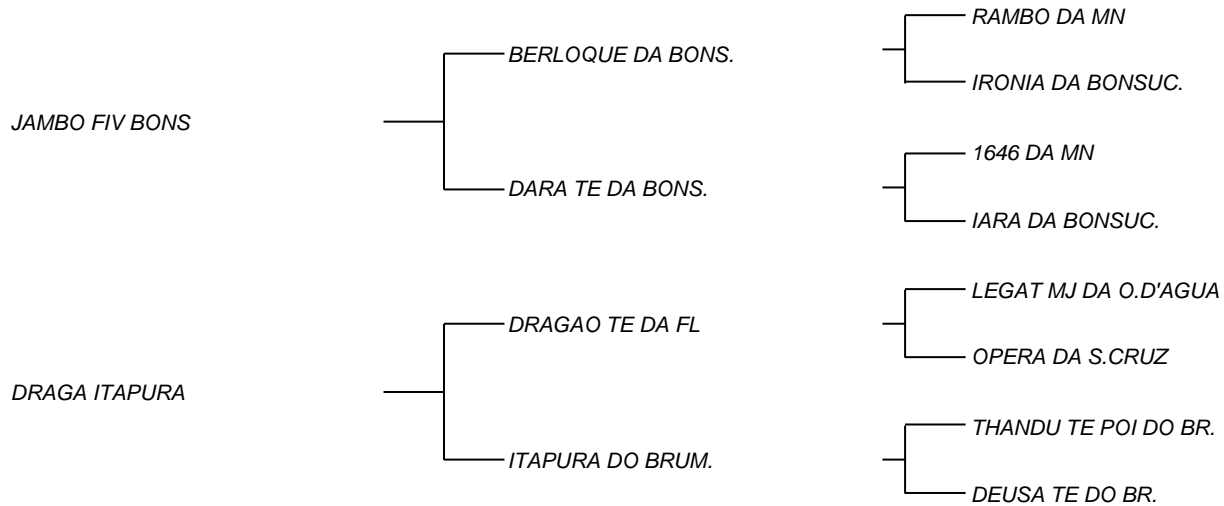 RAMBO DA MN
BERLOQUE DA BONS.
IRONIA DA BONSUC.
JAMBO FIV BONS
1646 DA MN
DARA TE DA BONS.
IARA DA BONSUC.
LEGAT MJ DA O.D'AGUA
DRAGAO TE DA FL
OPERA DA S.CRUZ
DRAGA ITAPURA
THANDU TE POI DO BR.
ITAPURA DO BRUM.
DEUSA TE DO BR.